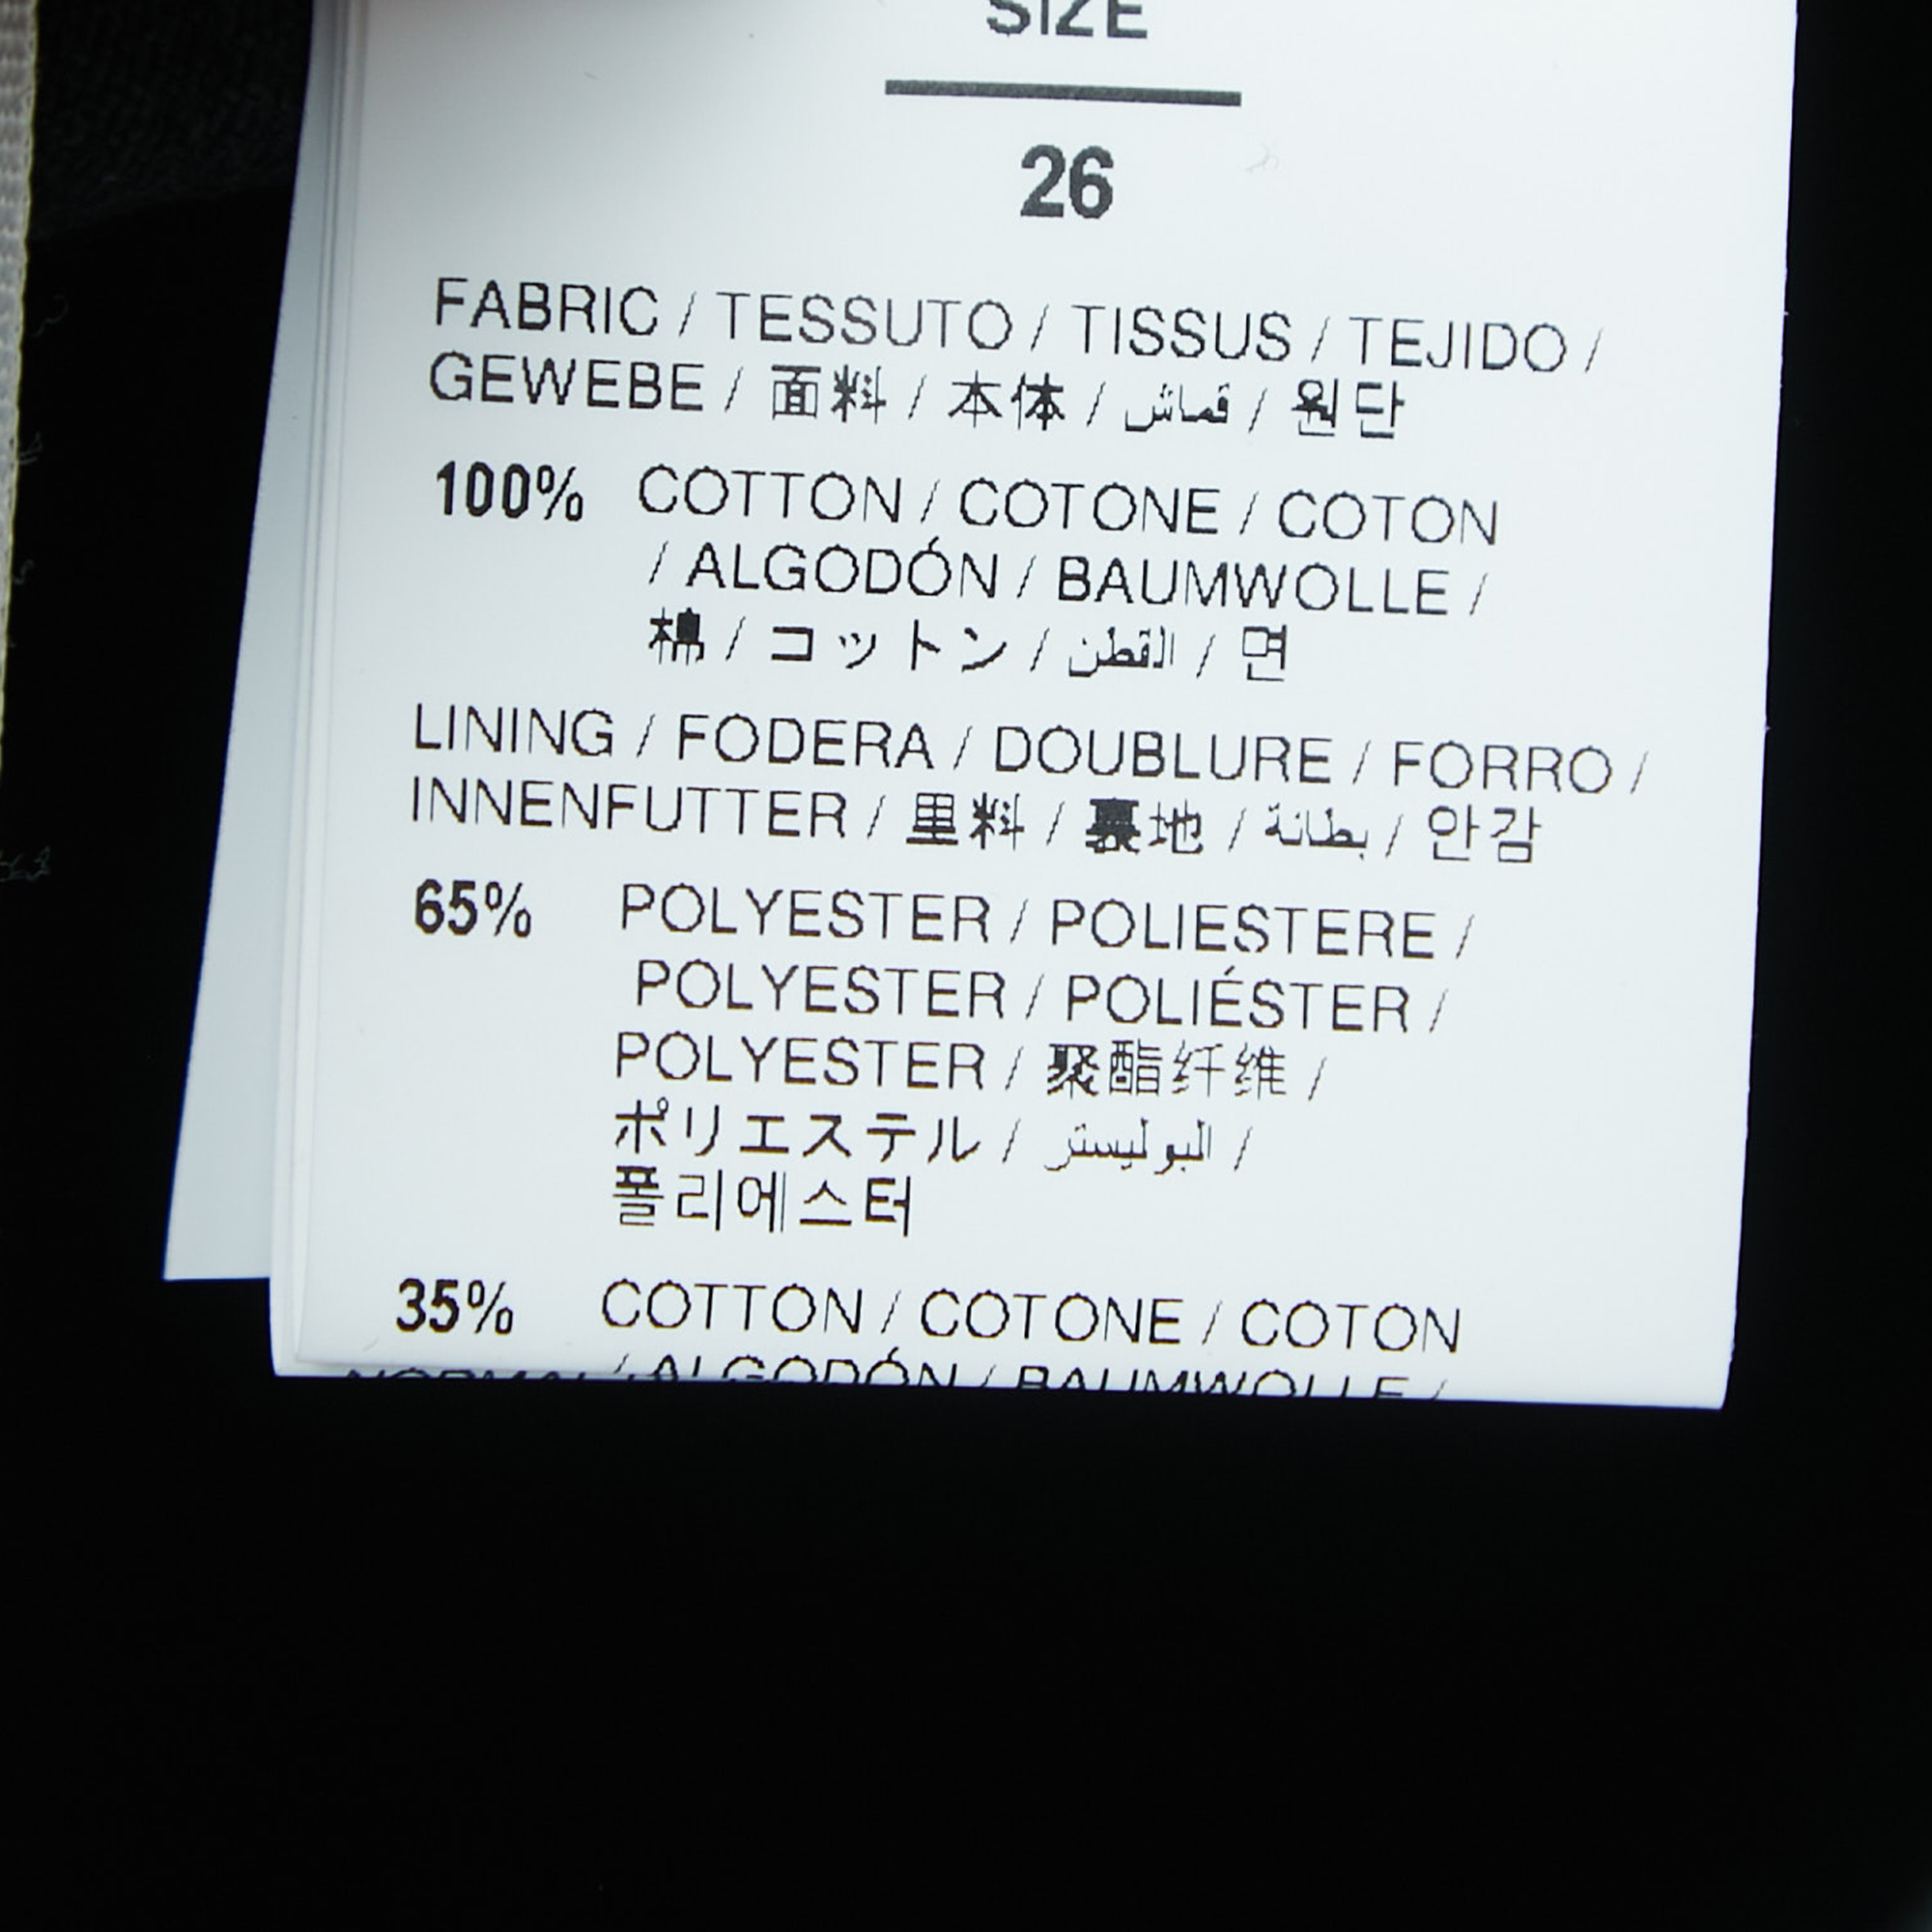 SIZE
26
FABRIC / TESSUTO / TISSUS / TEJIDO /
GEWEBE / 面料 / 本体 / قماش / 원단
100% COTTON / COTONE / COTON
/ ALGODÓN / BAUMWOLLE /
棉 / コットン / القطن / 면
LINING / FODERA / DOUBLURE / FORRO /
INNENFUTTER / 里料 / 裏地 / بطانة / 안감
65% POLYESTER / POLIESTERE /
POLYESTER / POLIÉSTER /
POLYESTER / 聚酯纤维 /
ポリエステル / البوليستر /
폴리에스터
35% COTTON / COTONE / COTON
/ ALGODÓN / BAUMWOLLE /